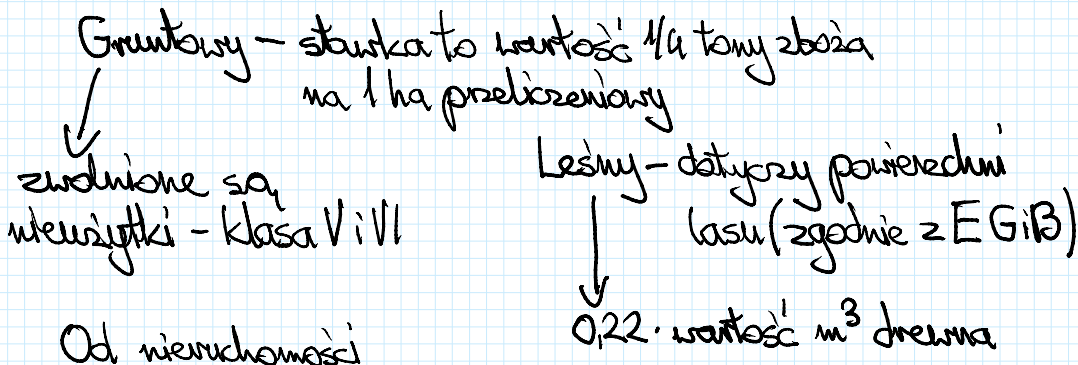 Gruntowy – stawka to wartość 1/4 tony zboża
na 1 ha przeliczeniowy
zwolnione są
nieużytki – klasa V i VI
Leśny – dotyczy powierzchni
lasu (zgodnie z EGiB)
0,22 · wartość m³ drewna
Od nieruchomości